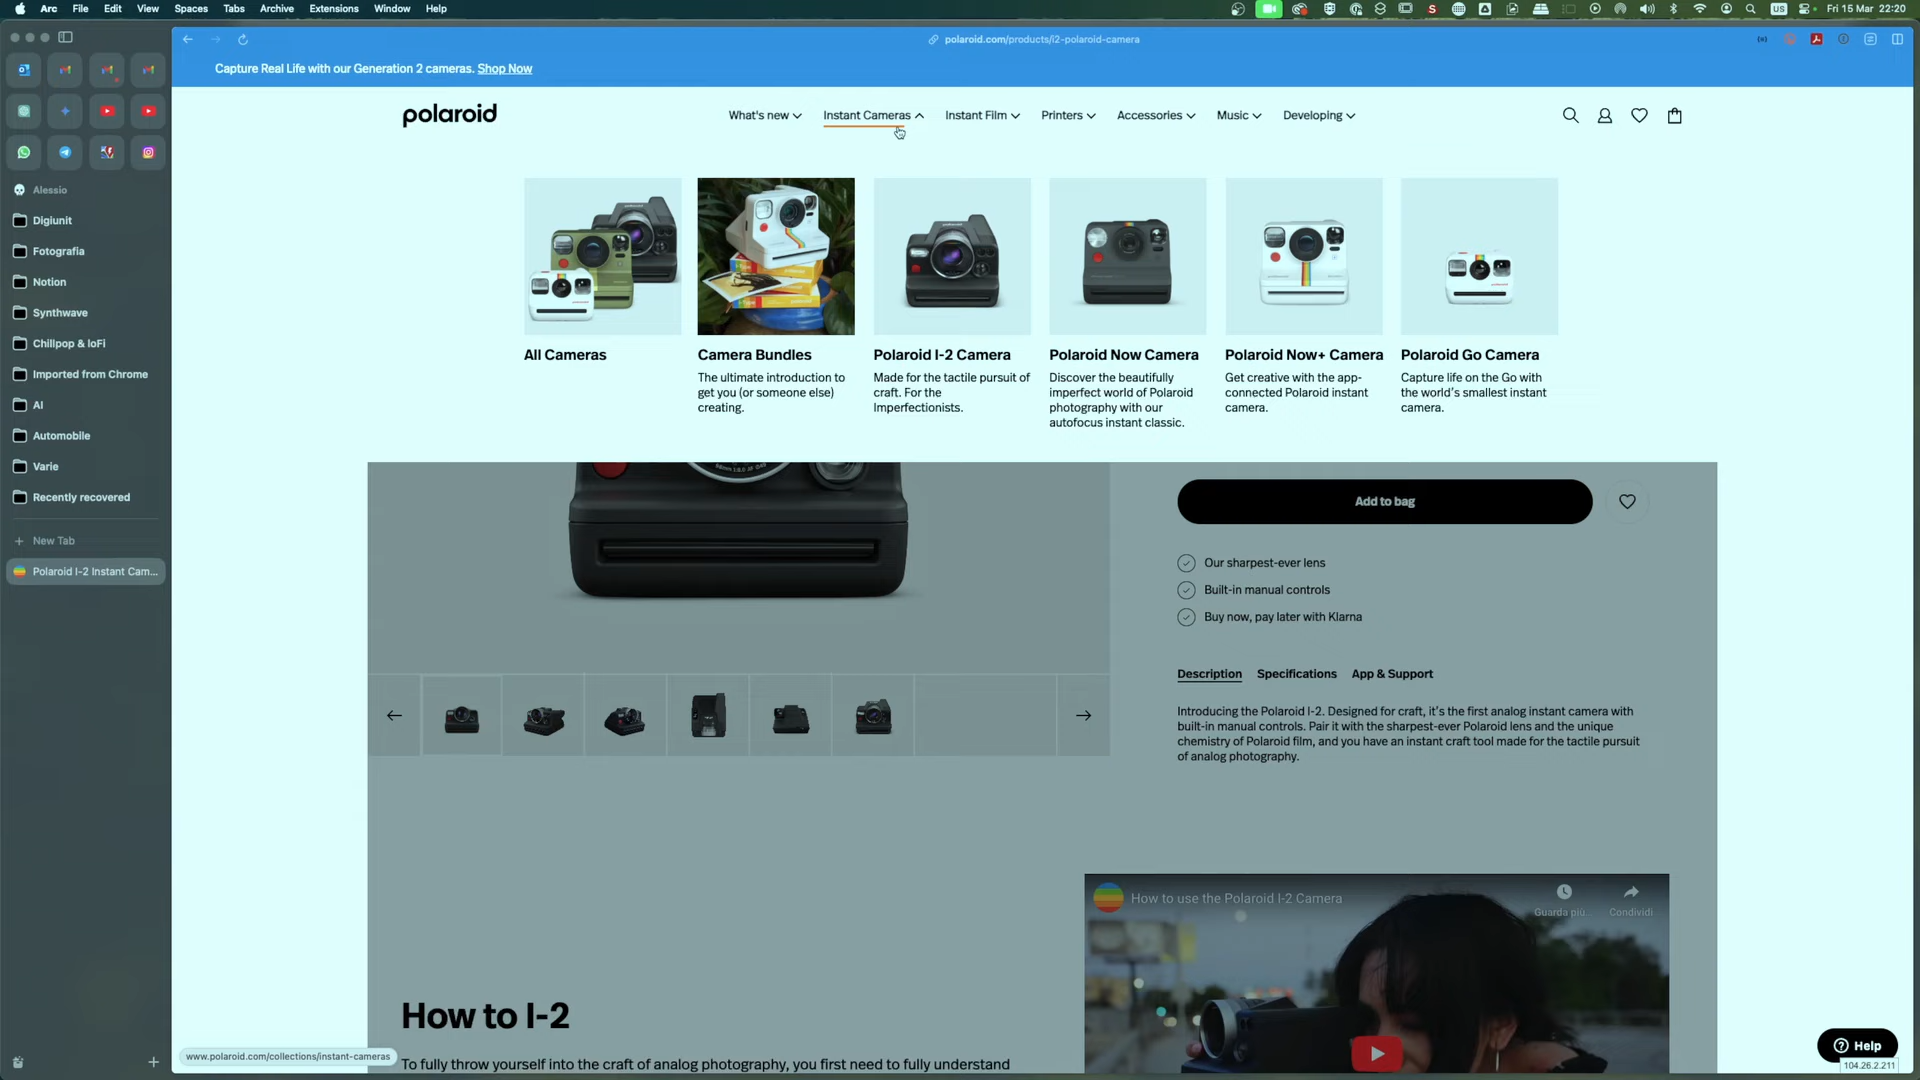 Arc File Edit View Spaces Tabs Archive Extensions Window Help
US Fri 15 Mar 22:20
polaroid.com/products/i2-polaroid-camera
Capture Real Life with our Generation 2 cameras. Shop Now
polaroid
What's new Instant Cameras Instant Film Printers Accessories Music Developing
Alessio
Digiunit
Fotografia
Notion
Synthwave
Chillpop & loFi
Imported from Chrome
AI
Automobile
Varie
Recently recovered
+ New Tab
Polaroid I-2 Instant Cam...
All Cameras
Camera Bundles
The ultimate introduction to
get you (or someone else)
creating.
Polaroid I-2 Camera
Made for the tactile pursuit of
craft. For the
Imperfectionists.
Polaroid Now Camera
Discover the beautifully
imperfect world of Polaroid
photography with our
autofocus instant classic.
Polaroid Now+ Camera
Get creative with the app-
connected Polaroid instant
camera.
Polaroid Go Camera
Capture life on the Go with
the world's smallest instant
camera.
Add to bag
Our sharpest-ever lens
Built-in manual controls
Buy now, pay later with Klarna
Description Specifications App & Support
Introducing the Polaroid I-2. Designed for craft, it's the first analog instant camera with
built-in manual controls. Pair it with the sharpest-ever Polaroid lens and the unique
chemistry of Polaroid film, and you have an instant craft tool made for the tactile pursuit
of analog photography.
How to use the Polaroid I-2 Camera
Guarda più... Condividi
How to I-2
To fully throw yourself into the craft of analog photography, you first need to fully understand
www.polaroid.com/collections/instant-cameras
Help
104.26.2.211